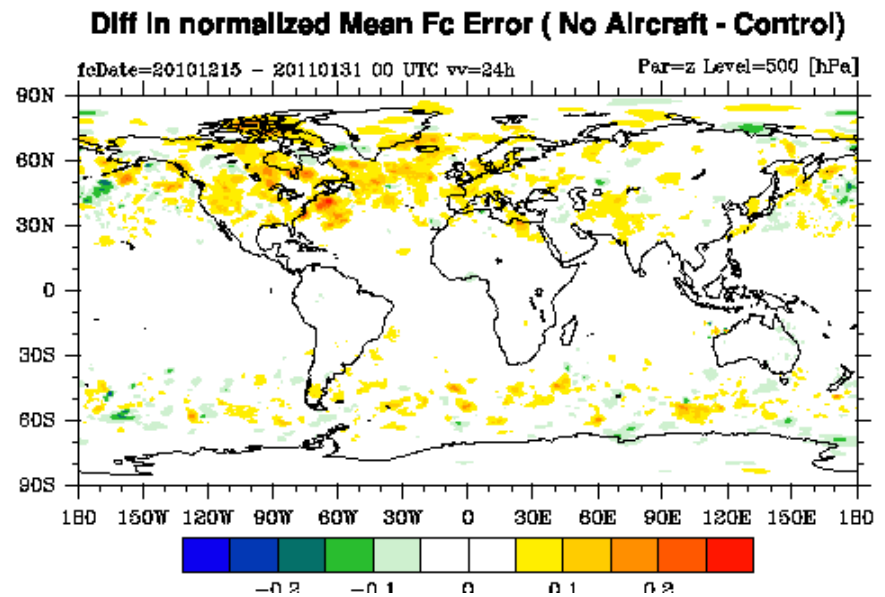 Diff in normalized Mean Fc Error ( No Aircraft - Control)
fcDate=20101215 - 20110131 00 UTC vv=24h Par=z Level=500 [hPa]
90N
60N
30N
0
30S
60S
90S
180 150W 120W 90W 60W 30W 0 30E 60E 90E 120E 150E 180
-0.2 -0.1 0 0.1 0.2